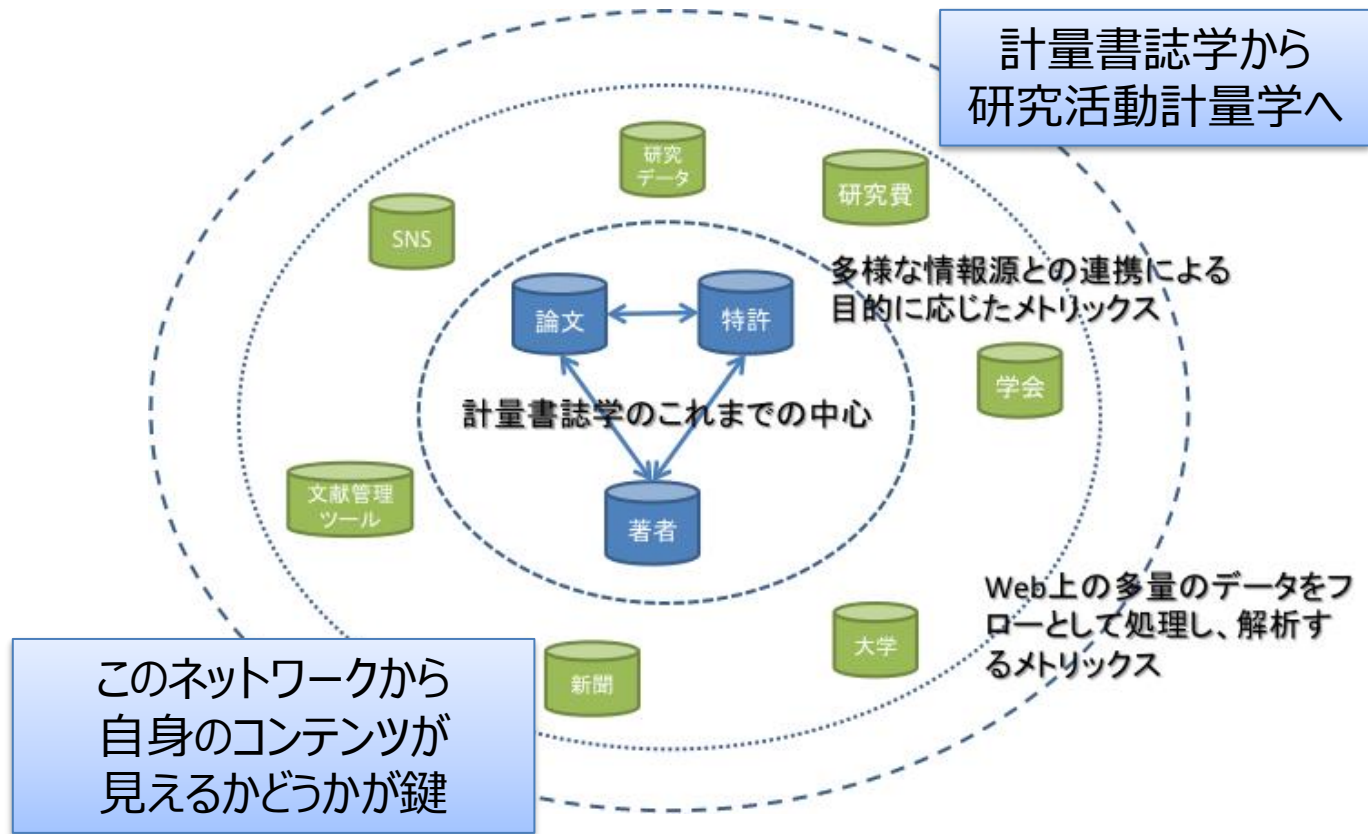 計量書誌学から
研究活動計量学へ
研究
データ
研究費
SNS
多様な情報源との連携による
目的に応じたメトリックス
論文
特許
学会
計量書誌学のこれまでの中心
文献管理
ツール
著者
Web上の多量のデータをフ
ローとして処理し、解析す
るメトリックス
大学
新聞
このネットワークから
自身のコンテンツが
見えるかどうかが鍵